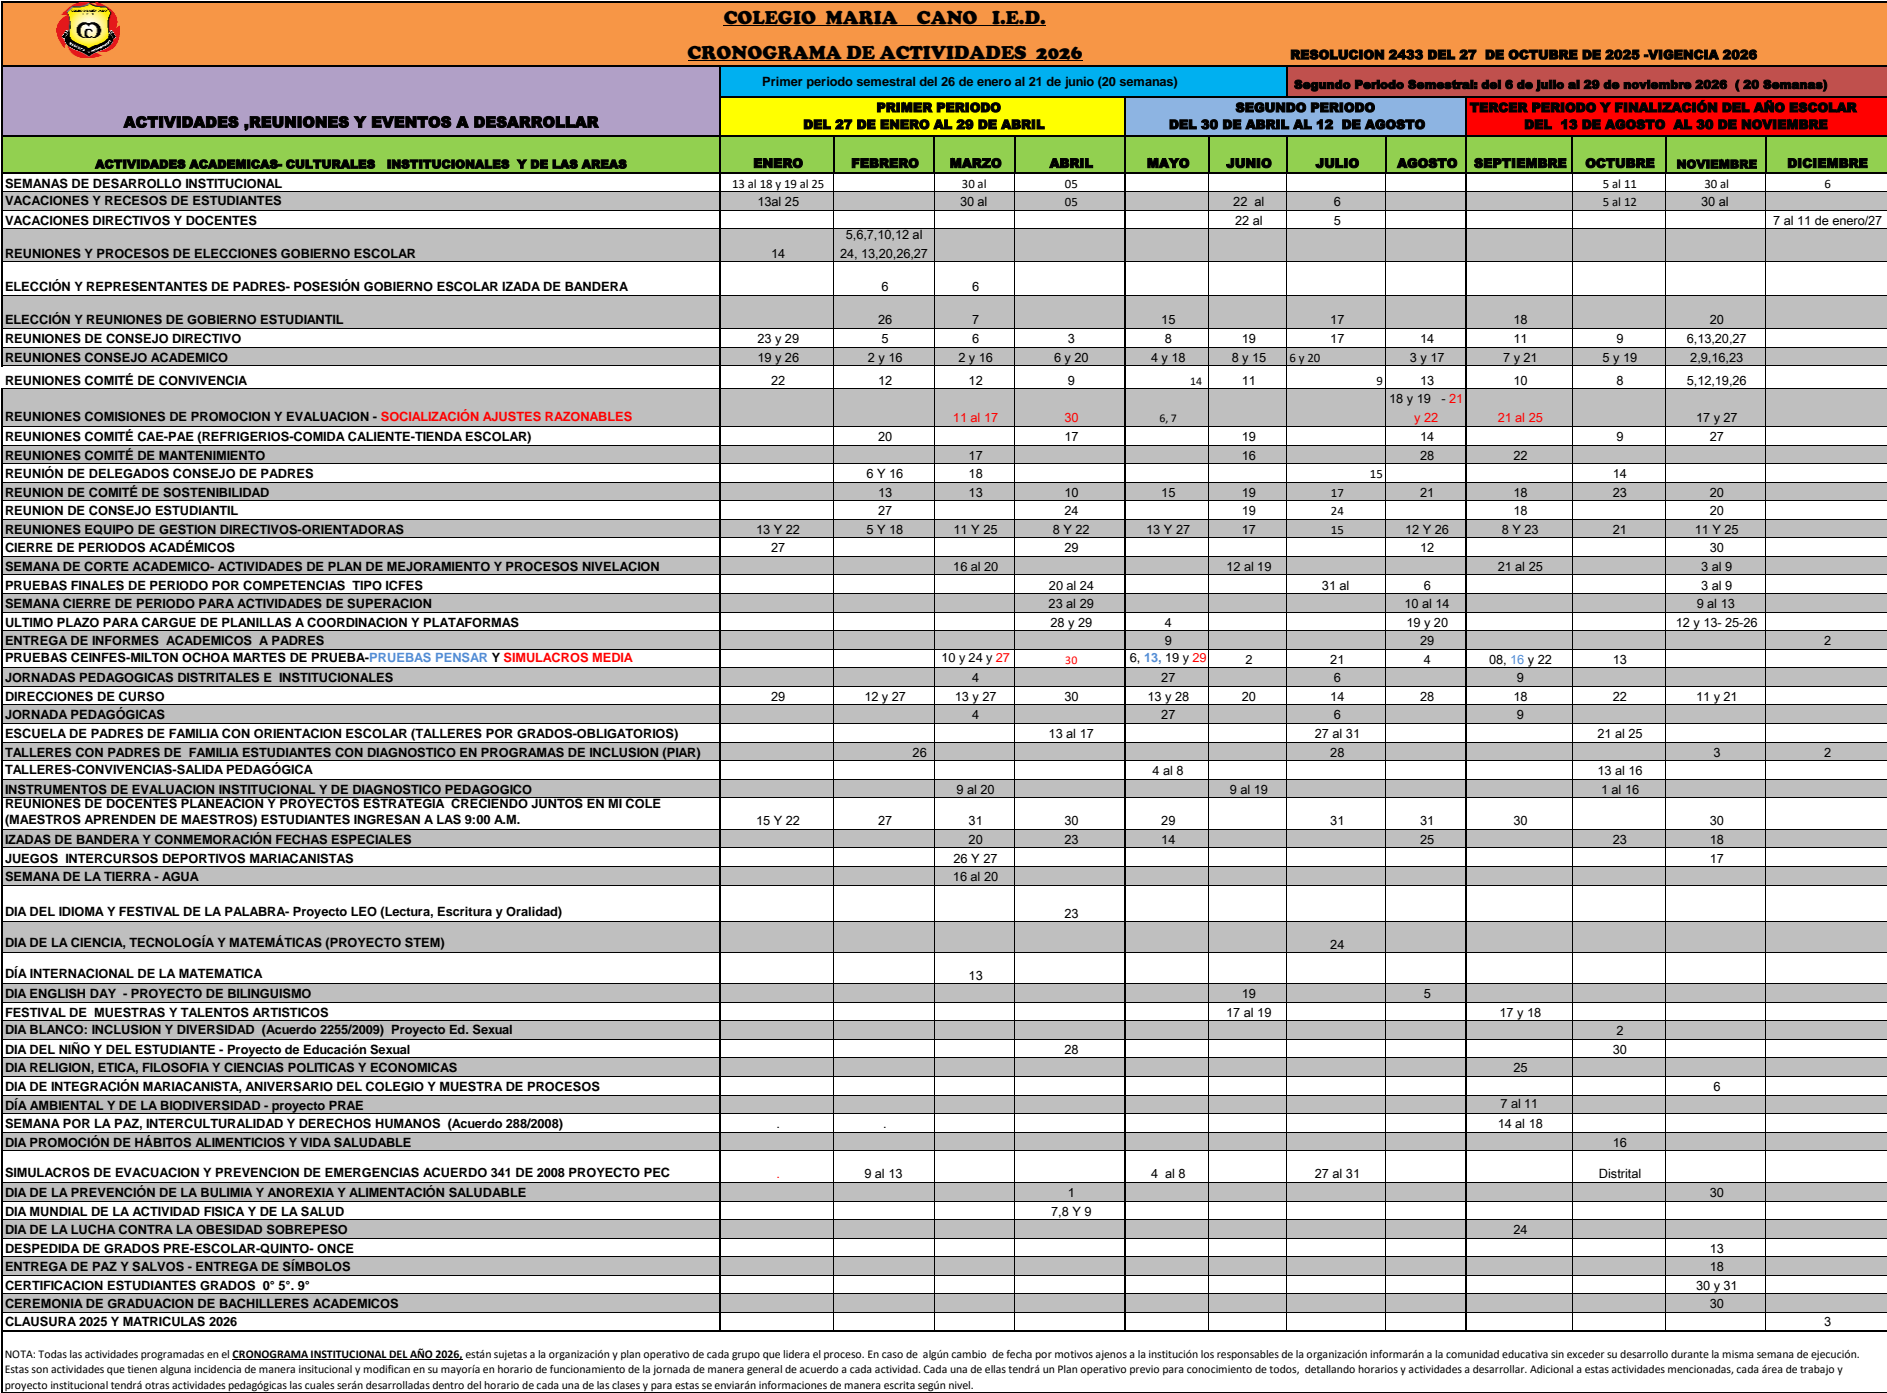 COLEGIO MARIA CANO I.E.D.
CRONOGRAMA DE ACTIVIDADES 2026
RESOLUCION 2433 DEL 27 DE OCTUBRE DE 2025 -VIGENCIA 2026
Primer periodo semestral del 26 de enero al 21 de junio (20 semanas)
Segundo Periodo Semestral: del 6 de julio al 29 de noviembre 2026 ( 20 Semanas)
ACTIVIDADES ,REUNIONES Y EVENTOS A DESARROLLAR
PRIMER PERIODO
DEL 27 DE ENERO AL 29 DE ABRIL
SEGUNDO PERIODO
DEL 30 DE ABRIL AL 12 DE AGOSTO
TERCER PERIODO Y FINALIZACIÓN DEL AÑO ESCOLAR
DEL 13 DE AGOSTO AL 30 DE NOVIEMBRE
ACTIVIDADES ACADEMICAS- CULTURALES INSTITUCIONALES Y DE LAS AREAS ENERO FEBRERO MARZO ABRIL MAYO JUNIO JULIO AGOSTO SEPTIEMBRE OCTUBRE NOVIEMBRE DICIEMBRE
SEMANAS DE DESARROLLO INSTITUCIONAL 13 al 18 y 19 al 25 30 al 05 5 al 11 30 al 6
VACACIONES Y RECESOS DE ESTUDIANTES 13al 25 30 al 05 22 al 6 5 al 12 30 al
VACACIONES DIRECTIVOS Y DOCENTES 22 al 5 7 al 11 de enero/27
REUNIONES Y PROCESOS DE ELECCIONES GOBIERNO ESCOLAR 14 5,6,7,10,12 al
24, 13,20,26,27
ELECCIÓN Y REPRESENTANTES DE PADRES- POSESIÓN GOBIERNO ESCOLAR IZADA DE BANDERA 6 6
ELECCIÓN Y REUNIONES DE GOBIERNO ESTUDIANTIL 26 7 15 17 18 20
REUNIONES DE CONSEJO DIRECTIVO 23 y 29 5 6 3 8 19 17 14 11 9 6,13,20,27
REUNIONES CONSEJO ACADEMICO 19 y 26 2 y 16 2 y 16 6 y 20 4 y 18 8 y 15 6 y 20 3 y 17 7 y 21 5 y 19 2,9,16,23
REUNIONES COMITÉ DE CONVIVENCIA 22 12 12 9 14 11 9 13 10 8 5,12,19,26
REUNIONES COMISIONES DE PROMOCION Y EVALUACION - SOCIALIZACIÓN AJUSTES RAZONABLES 11 al 17 30 6, 7 18 y 19 - 21
y 22 21 al 25 17 y 27
REUNIONES COMITÉ CAE-PAE (REFRIGERIOS-COMIDA CALIENTE-TIENDA ESCOLAR) 20 17 19 14 9 27
REUNIONES COMITÉ DE MANTENIMIENTO 17 16 28 22
REUNIÓN DE DELEGADOS CONSEJO DE PADRES 6 Y 16 18 15 14
REUNION DE COMITÉ DE SOSTENIBILIDAD 13 13 10 15 19 17 21 18 23 20
REUNION DE CONSEJO ESTUDIANTIL 27 24 19 24 18 20
REUNIONES EQUIPO DE GESTION DIRECTIVOS-ORIENTADORAS 13 Y 22 5 Y 18 11 Y 25 8 Y 22 13 Y 27 17 15 12 Y 26 8 Y 23 21 11 Y 25
CIERRE DE PERIODOS ACADÉMICOS 27 29 12 30
SEMANA DE CORTE ACADEMICO- ACTIVIDADES DE PLAN DE MEJORAMIENTO Y PROCESOS NIVELACION 16 al 20 12 al 19 21 al 25 3 al 9
PRUEBAS FINALES DE PERIODO POR COMPETENCIAS TIPO ICFES 20 al 24 31 al 6 3 al 9
SEMANA CIERRE DE PERIODO PARA ACTIVIDADES DE SUPERACION 23 al 29 10 al 14 9 al 13
ULTIMO PLAZO PARA CARGUE DE PLANILLAS A COORDINACION Y PLATAFORMAS 28 y 29 4 19 y 20 12 y 13- 25-26
ENTREGA DE INFORMES ACADEMICOS A PADRES 9 29 2
PRUEBAS CEINFES-MILTON OCHOA MARTES DE PRUEBA-PRUEBAS PENSAR Y SIMULACROS MEDIA 10 y 24 y 27 30 6, 13, 19 y 29 2 21 4 08, 16 y 22 13
JORNADAS PEDAGOGICAS DISTRITALES E INSTITUCIONALES 4 27 6 9
DIRECCIONES DE CURSO 29 12 y 27 13 y 27 30 13 y 28 20 14 28 18 22 11 y 21
JORNADA PEDAGÓGICAS 4 27 6 9
ESCUELA DE PADRES DE FAMILIA CON ORIENTACION ESCOLAR (TALLERES POR GRADOS-OBLIGATORIOS) 13 al 17 27 al 31 21 al 25
TALLERES CON PADRES DE FAMILIA ESTUDIANTES CON DIAGNOSTICO EN PROGRAMAS DE INCLUSION (PIAR) 26 28 3 2
TALLERES-CONVIVENCIAS-SALIDA PEDAGÓGICA 4 al 8 13 al 16
INSTRUMENTOS DE EVALUACION INSTITUCIONAL Y DE DIAGNOSTICO PEDAGOGICO 9 al 20 9 al 19 1 al 16
REUNIONES DE DOCENTES PLANEACION Y PROYECTOS ESTRATEGIA CRECIENDO JUNTOS EN MI COLE
(MAESTROS APRENDEN DE MAESTROS) ESTUDIANTES INGRESAN A LAS 9:00 A.M. 15 Y 22 27 31 30 29 31 31 30 30
IZADAS DE BANDERA Y CONMEMORACIÓN FECHAS ESPECIALES 20 23 14 25 23 18
JUEGOS INTERCURSOS DEPORTIVOS MARIACANISTAS 26 Y 27 17
SEMANA DE LA TIERRA - AGUA 16 al 20
DIA DEL IDIOMA Y FESTIVAL DE LA PALABRA- Proyecto LEO (Lectura, Escritura y Oralidad) 23
DIA DE LA CIENCIA, TECNOLOGÍA Y MATEMÁTICAS (PROYECTO STEM) 24
DÍA INTERNACIONAL DE LA MATEMATICA 13
DIA ENGLISH DAY - PROYECTO DE BILINGUISMO 19 5
FESTIVAL DE MUESTRAS Y TALENTOS ARTISTICOS 17 al 19 17 y 18
DIA BLANCO: INCLUSION Y DIVERSIDAD (Acuerdo 2255/2009) Proyecto Ed. Sexual 2
DIA DEL NIÑO Y DEL ESTUDIANTE - Proyecto de Educación Sexual 28 30
DIA RELIGION, ETICA, FILOSOFIA Y CIENCIAS POLITICAS Y ECONOMICAS 25
DIA DE INTEGRACIÓN MARIACANISTA, ANIVERSARIO DEL COLEGIO Y MUESTRA DE PROCESOS 6
DÍA AMBIENTAL Y DE LA BIODIVERSIDAD - proyecto PRAE 7 al 11
SEMANA POR LA PAZ, INTERCULTURALIDAD Y DERECHOS HUMANOS (Acuerdo 288/2008) . . 14 al 18
DIA PROMOCIÓN DE HÁBITOS ALIMENTICIOS Y VIDA SALUDABLE 16
SIMULACROS DE EVACUACION Y PREVENCION DE EMERGENCIAS ACUERDO 341 DE 2008 PROYECTO PEC . 9 al 13 4 al 8 27 al 31 Distrital
DIA DE LA PREVENCIÓN DE LA BULIMIA Y ANOREXIA Y ALIMENTACIÓN SALUDABLE 1 30
DIA MUNDIAL DE LA ACTIVIDAD FISICA Y DE LA SALUD 7,8 Y 9
DIA DE LA LUCHA CONTRA LA OBESIDAD SOBREPESO 24
DESPEDIDA DE GRADOS PRE-ESCOLAR-QUINTO- ONCE 13
ENTREGA DE PAZ Y SALVOS - ENTREGA DE SÍMBOLOS 18
CERTIFICACION ESTUDIANTES GRADOS 0° 5°. 9° 30 y 31
CEREMONIA DE GRADUACION DE BACHILLERES ACADEMICOS 30
CLAUSURA 2025 Y MATRICULAS 2026 3
NOTA: Todas las actividades programadas en el CRONOGRAMA INSTITUCIONAL DEL AÑO 2026, están sujetas a la organización y plan operativo de cada grupo que lidera el proceso. En caso de algún cambio de fecha por motivos ajenos a la institución los responsables de la organización informarán a la comunidad educativa sin exceder su desarrollo durante la misma semana de ejecución.
Estas son actividades que tienen alguna incidencia de manera insitucional y modifican en su mayoría en horario de funcionamiento de la jornada de manera general de acuerdo a cada actividad. Cada una de ellas tendrá un Plan operativo previo para conocimiento de todos, detallando horarios y actividades a desarrollar. Adicional a estas actividades mencionadas, cada área de trabajo y
proyecto institucional tendrá otras actividades pedagógicas las cuales serán desarrolladas dentro del horario de cada una de las clases y para estas se enviarán informaciones de manera escrita según nivel.